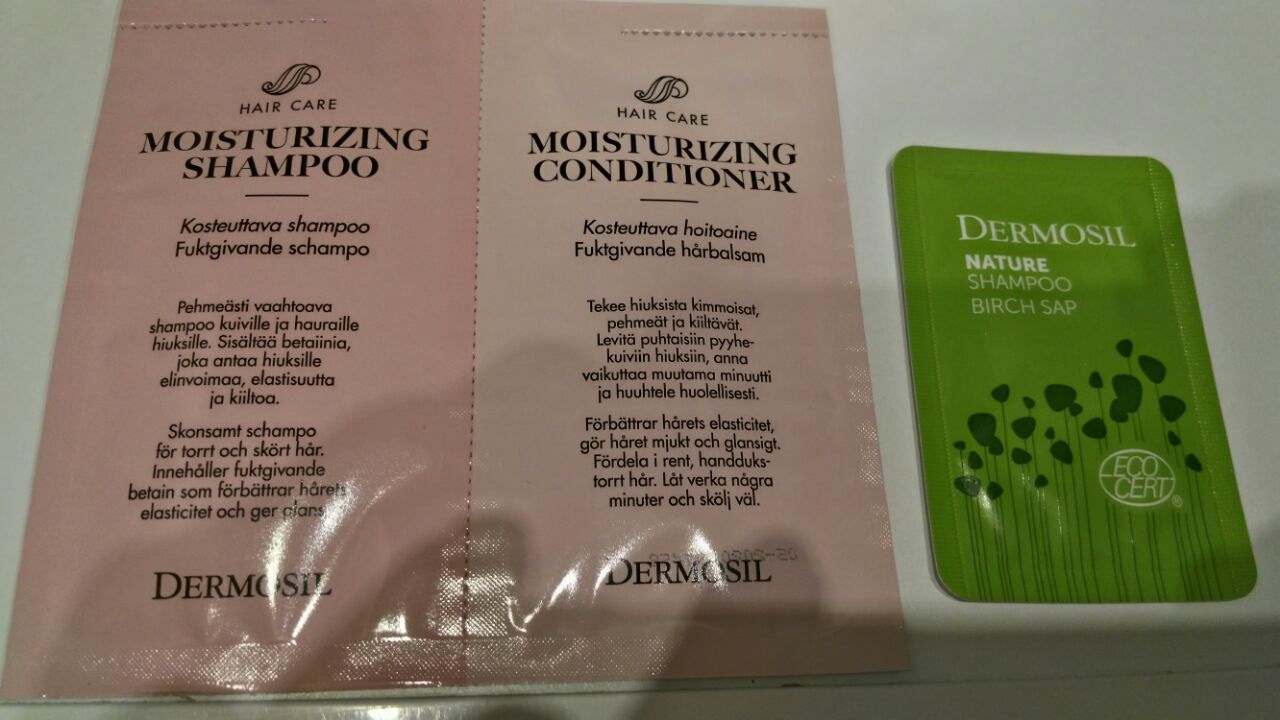 HAIR CARE
MOISTURIZING
SHAMPOO
Kosteuttava shampoo
Fuktgivande schampo
Pehmeästi vaahtoava
shampoo kuiville ja hauraille
hiuksille. Sisältää betaiinia,
joka antaa hiuksille
elinvoimaa, elastisuutta
ja kiiltoa.
Skonsamt schampo
för torrt och skört hår.
Innehåller fuktgivande
betain som förbättrar hårets
elasticitet och ger glans.
DERMOSIL
HAIR CARE
MOISTURIZING
CONDITIONER
Kosteuttava hoitoaine
Fuktgivande hårbalsam
Tekee hiuksista kimmoisat,
pehmeät ja kiiltävät.
Levitä puhtaisiin pyyhe-
kuiviin hiuksiin, anna
vaikuttaa muutama minuutti
ja huuhtele huolellisesti.
Förbättrar hårets elasticitet,
gör håret mjukt och glansigt.
Fördela i rent, handduks-
torrt hår. Låt verka några
minuter och skölj väl.
DERMOSIL
DERMOSIL
NATURE
SHAMPOO
BIRCH SAP
ECO
CERT®